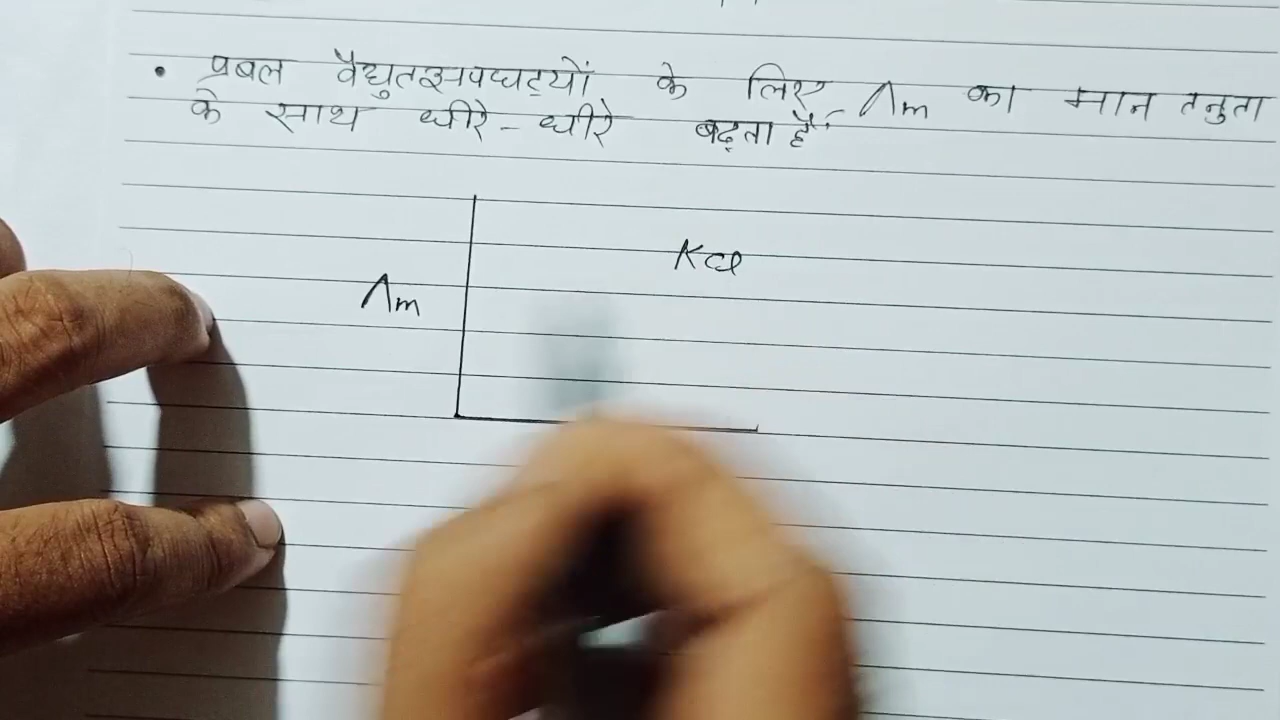 • प्रबल वैद्युतअपघट्यों के लिए Λm का मान तनुता
के साथ धीरे - धीरे बढ़ता है
KCl
Λm